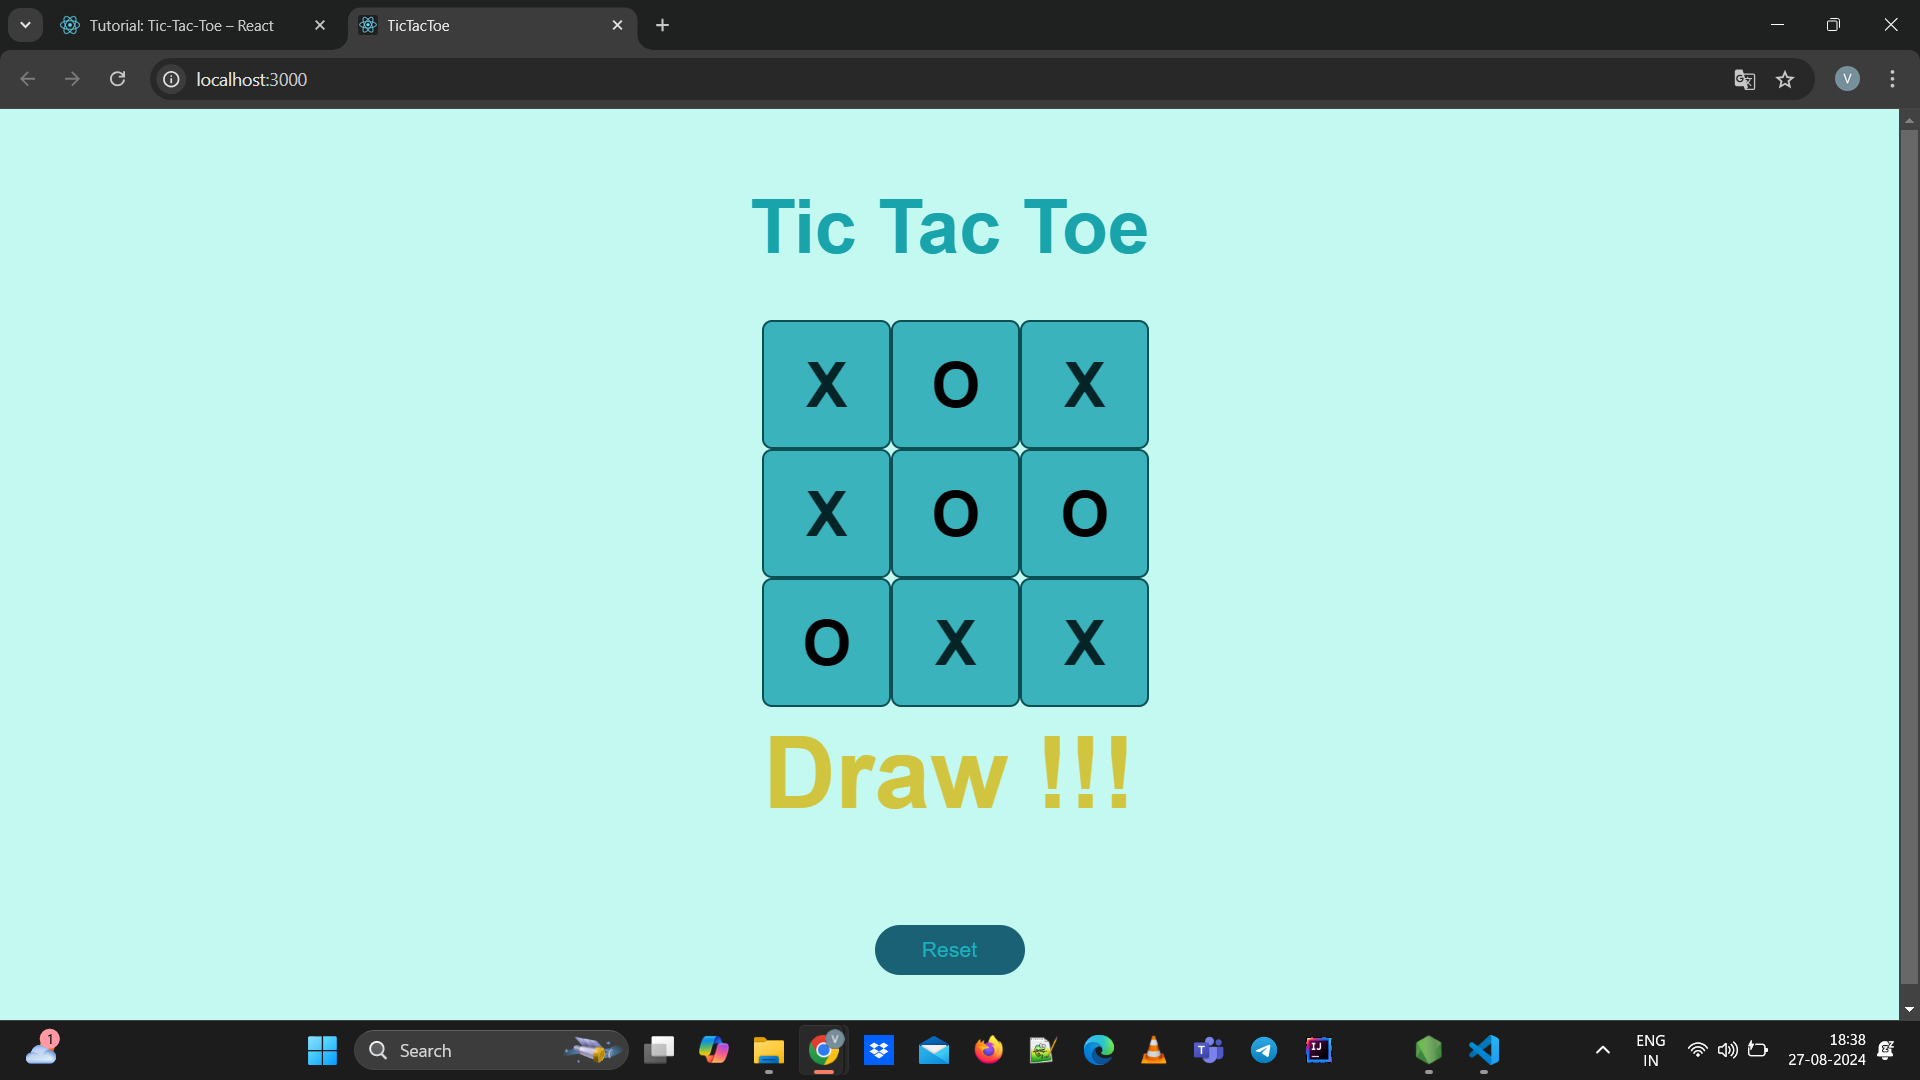 Tutorial: Tic-Tac-Toe – React
TicTacToe
localhost:3000
V
Tic Tac Toe
X O X
X O O
O X X
Draw !!!
Reset
1
Search
V
T
IJ
ENG
IN
18:38
27-08-2024